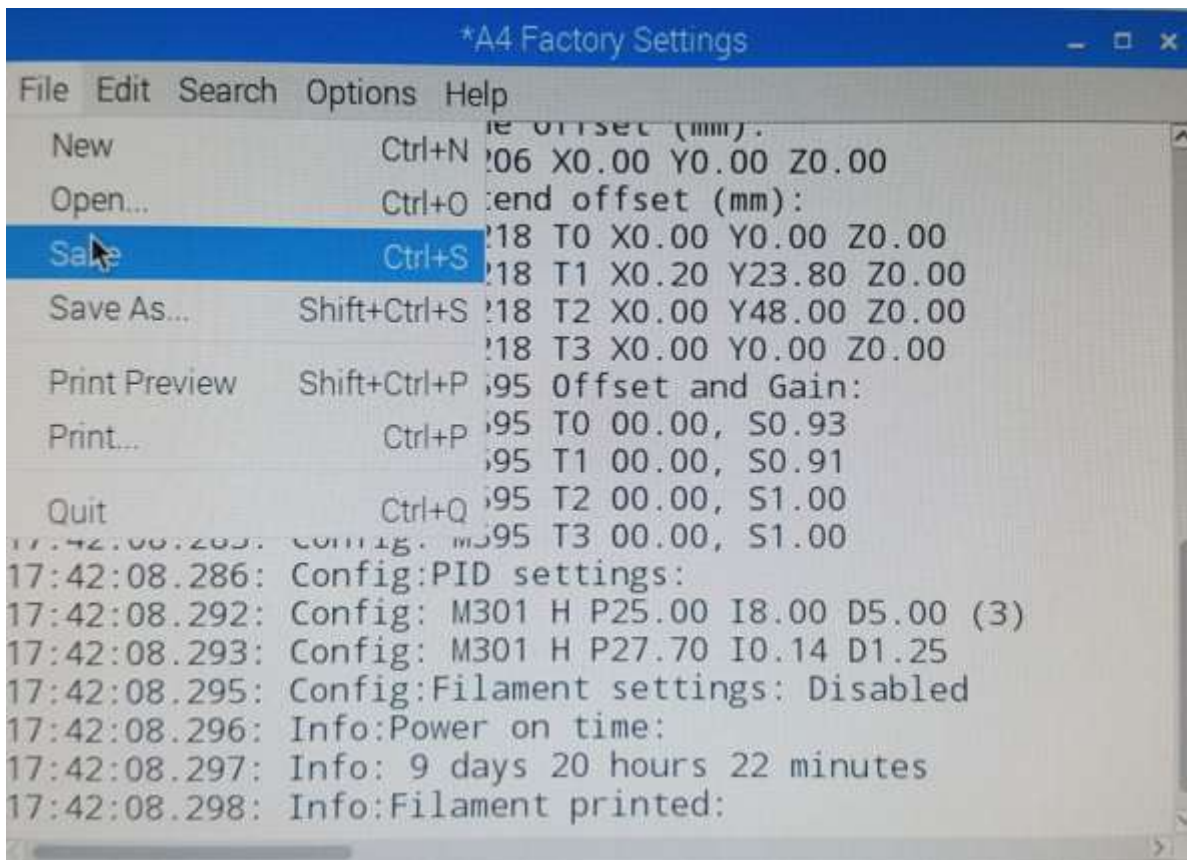 *A4 Factory Settings
File Edit Search Options Help
New Ctrl+N
Open... Ctrl+O
Save Ctrl+S
Save As... Shift+Ctrl+S
Print Preview Shift+Ctrl+P
Print... Ctrl+P
Quit Ctrl+Q
offset (mm):
206 X0.00 Y0.00 Z0.00
tend offset (mm):
218 T0 X0.00 Y0.00 Z0.00
218 T1 X0.20 Y23.80 Z0.00
218 T2 X0.00 Y48.00 Z0.00
218 T3 X0.00 Y0.00 Z0.00
595 Offset and Gain:
595 T0 00.00, S0.93
595 T1 00.00, S0.91
595 T2 00.00, S1.00
17:42:08.285: Config: M595 T3 00.00, S1.00
17:42:08.286: Config:PID settings:
17:42:08.292: Config: M301 H P25.00 I8.00 D5.00 (3)
17:42:08.293: Config: M301 H P27.70 I0.14 D1.25
17:42:08.295: Config:Filament settings: Disabled
17:42:08.296: Info:Power on time:
17:42:08.297: Info: 9 days 20 hours 22 minutes
17:42:08.298: Info:Filament printed: